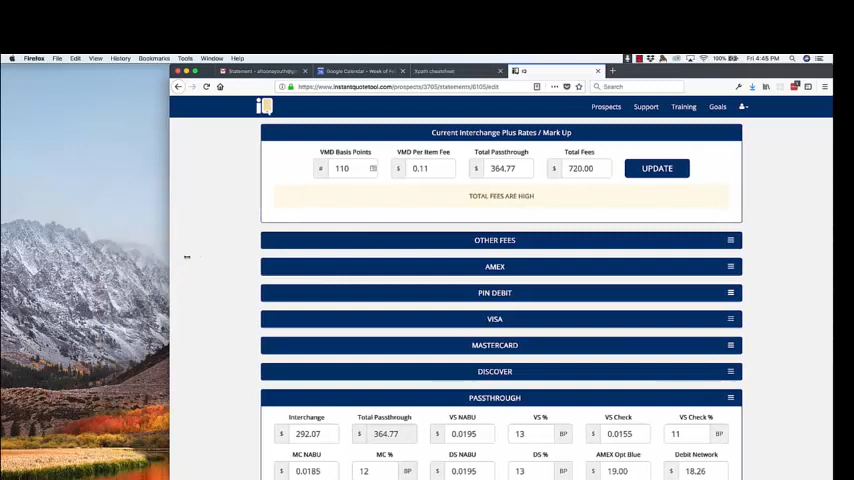 Firefox File Edit View History Bookmarks Tools Window Help 100% Fri 4:45 PM
Google Calendar - Week of Fe Xpath cheatsheet iQ
https://www.instantquotetool.com/prospects/3705/statements/6105/edit Search
iQ Prospects Support Training Goals
Current Interchange Plus Rates / Mark Up
VMD Basis Points VMD Per Item Fee Total Passthrough Total Fees
# 110 $ 0.11 $ 364.77 $ 720.00 UPDATE
TOTAL FEES ARE HIGH
OTHER FEES
AMEX
PIN DEBIT
VISA
MASTERCARD
DISCOVER
PASSTHROUGH
Interchange Total Passthrough VS NABU VS % VS Check VS Check %
$ 292.07 $ 364.77 $ 0.0195 13 BP $ 0.0155 11 BP
MC NABU MC % DS NABU DS % AMEX Opt Blue Debit Network
$ 0.0185 12 BP $ 0.0195 13 BP $ 19.00 $ 18.26